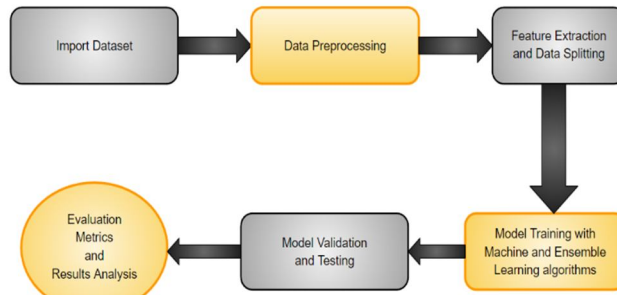 Import Dataset
Data Preprocessing
Feature Extraction
and Data Splitting
Model Training with
Machine and Ensemble
Learning algorithms
Model Validation
and Testing
Evaluation
Metrics
and
Results Analysis